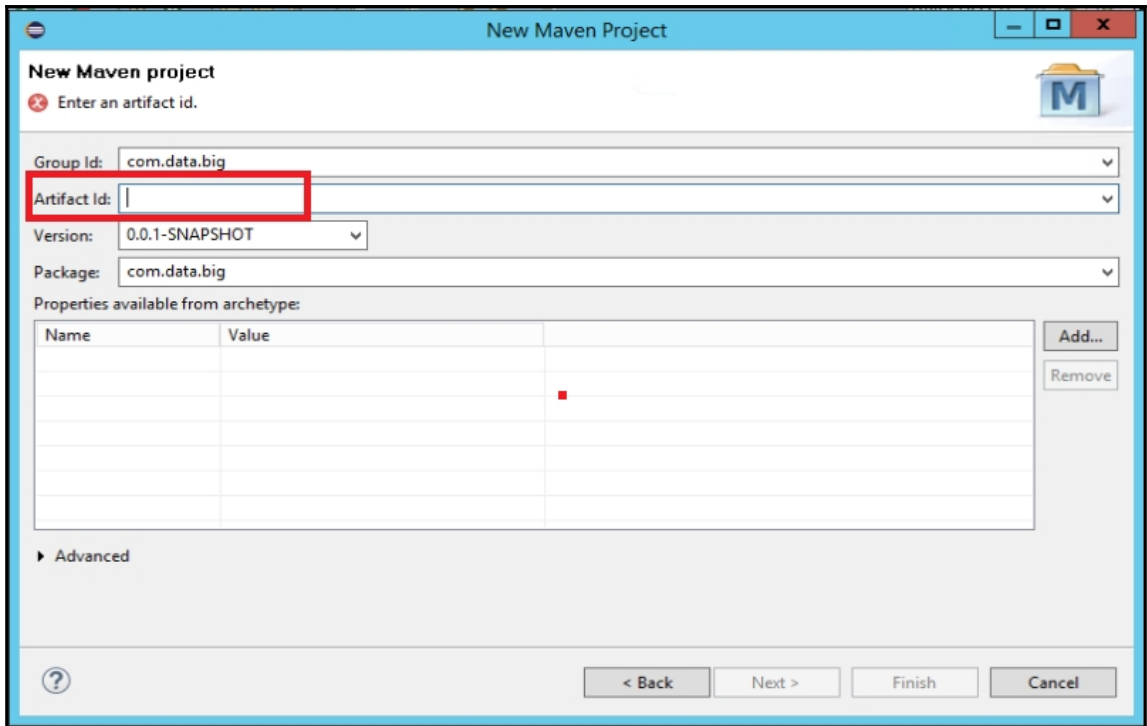 New Maven Project
New Maven project
Enter an artifact id.
M
Group Id: com.data.big
Artifact Id:
Version: 0.0.1-SNAPSHOT
Package: com.data.big
Properties available from archetype:
Name Value
Add...
Remove
Advanced
? < Back Next > Finish Cancel